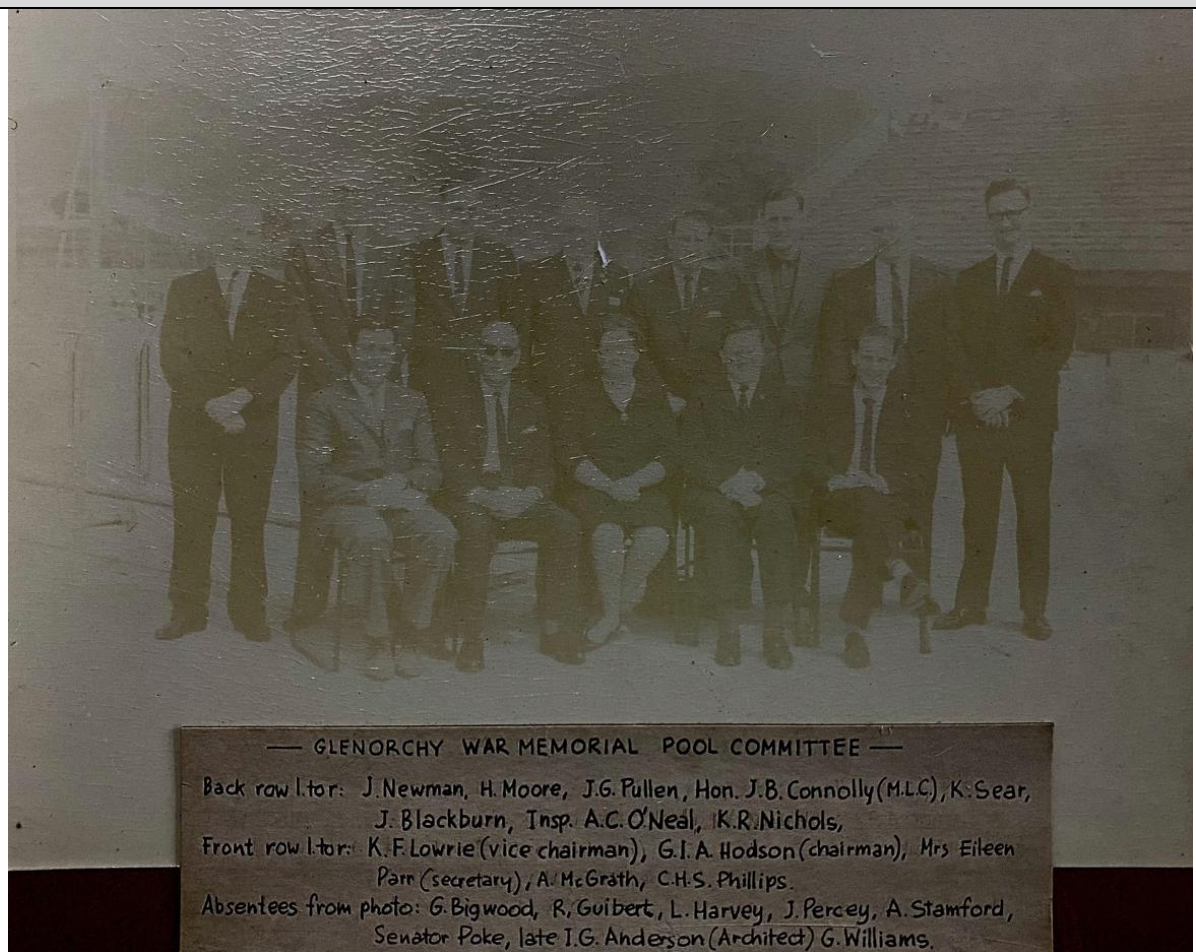 — GLENORCHY WAR MEMORIAL POOL COMMITTEE —
Back row l.tor: J.Newman, H. Moore, J.G. Pullen, Hon. J.B. Connolly (M.L.C), K. Sear,
J. Blackburn, Insp. A.C. O'Neal, K.R. Nichols,
Front row l.tor: K.F. Lowrie (vice chairman), G.I.A. Hodson (chairman), Mrs Eileen
Parr (secretary), A. McGrath, C.H.S. Phillips.
Absentees from photo: G. Bigwood, R. Guibert, L. Harvey, J. Percey, A. Stamford,
Senator Poke, late I.G. Anderson (Architect) G. Williams.